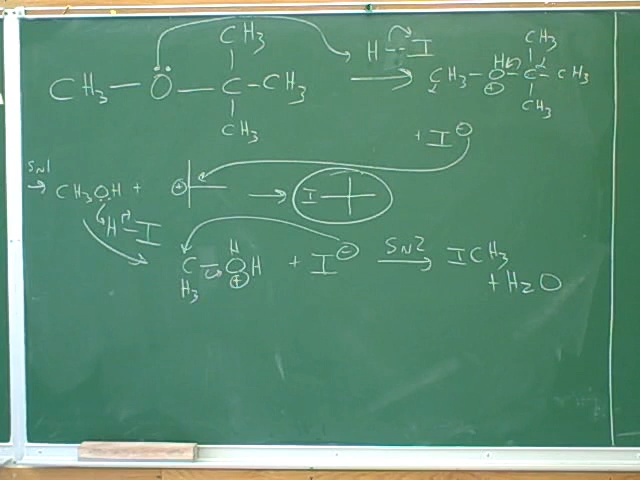 CH3 CH3
CH3 — O — C — CH3 H — I → CH3 — O — C — CH3
H ⊕
CH3 CH3
+ I ⊖
SN1
→ CH3OH + ⊕ → I
H — I
H
C — O H + I ⊖ SN2 → ICH3
H3 ⊕ + H2O